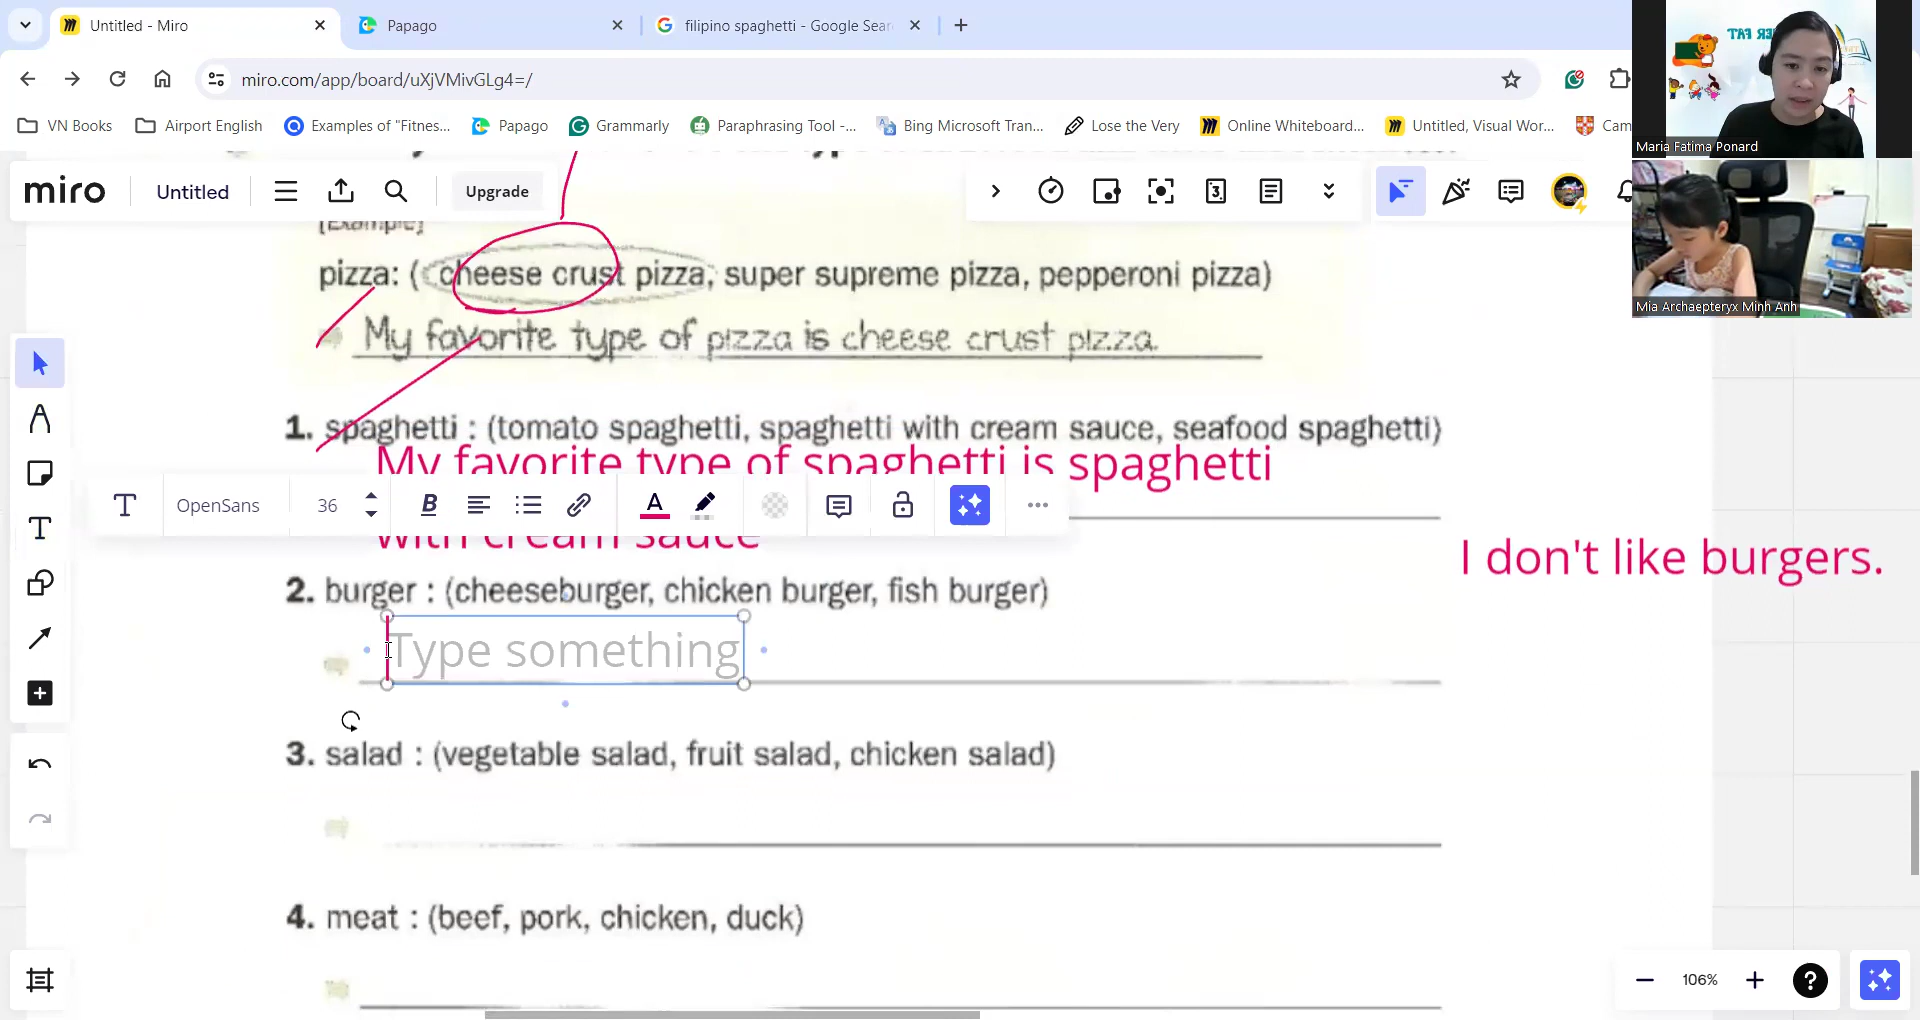 Untitled - Miro
Papago
filipino spaghetti - Google Sear
miro.com/app/board/uXjVMivGLg4=/
VN Books
Airport English
Examples of "Fitnes...
Papago
Grammarly
Paraphrasing Tool -...
Bing Microsoft Tran...
Lose the Very
Online Whiteboard...
Untitled, Visual Wor...
Cam
Maria Fatima Ponard
Mia Archaepteryx Minh Anh
miro
Untitled
Upgrade
[Example]
pizza: (cheese crust pizza, super supreme pizza, pepperoni pizza)
My favorite type of pizza is cheese crust pizza.
1. spaghetti : (tomato spaghetti, spaghetti with cream sauce, seafood spaghetti)
My favorite type of spaghetti is spaghetti
OpenSans
36
with cream sauce
I don't like burgers.
2. burger : (cheeseburger, chicken burger, fish burger)
Type something
3. salad : (vegetable salad, fruit salad, chicken salad)
4. meat : (beef, pork, chicken, duck)
106%